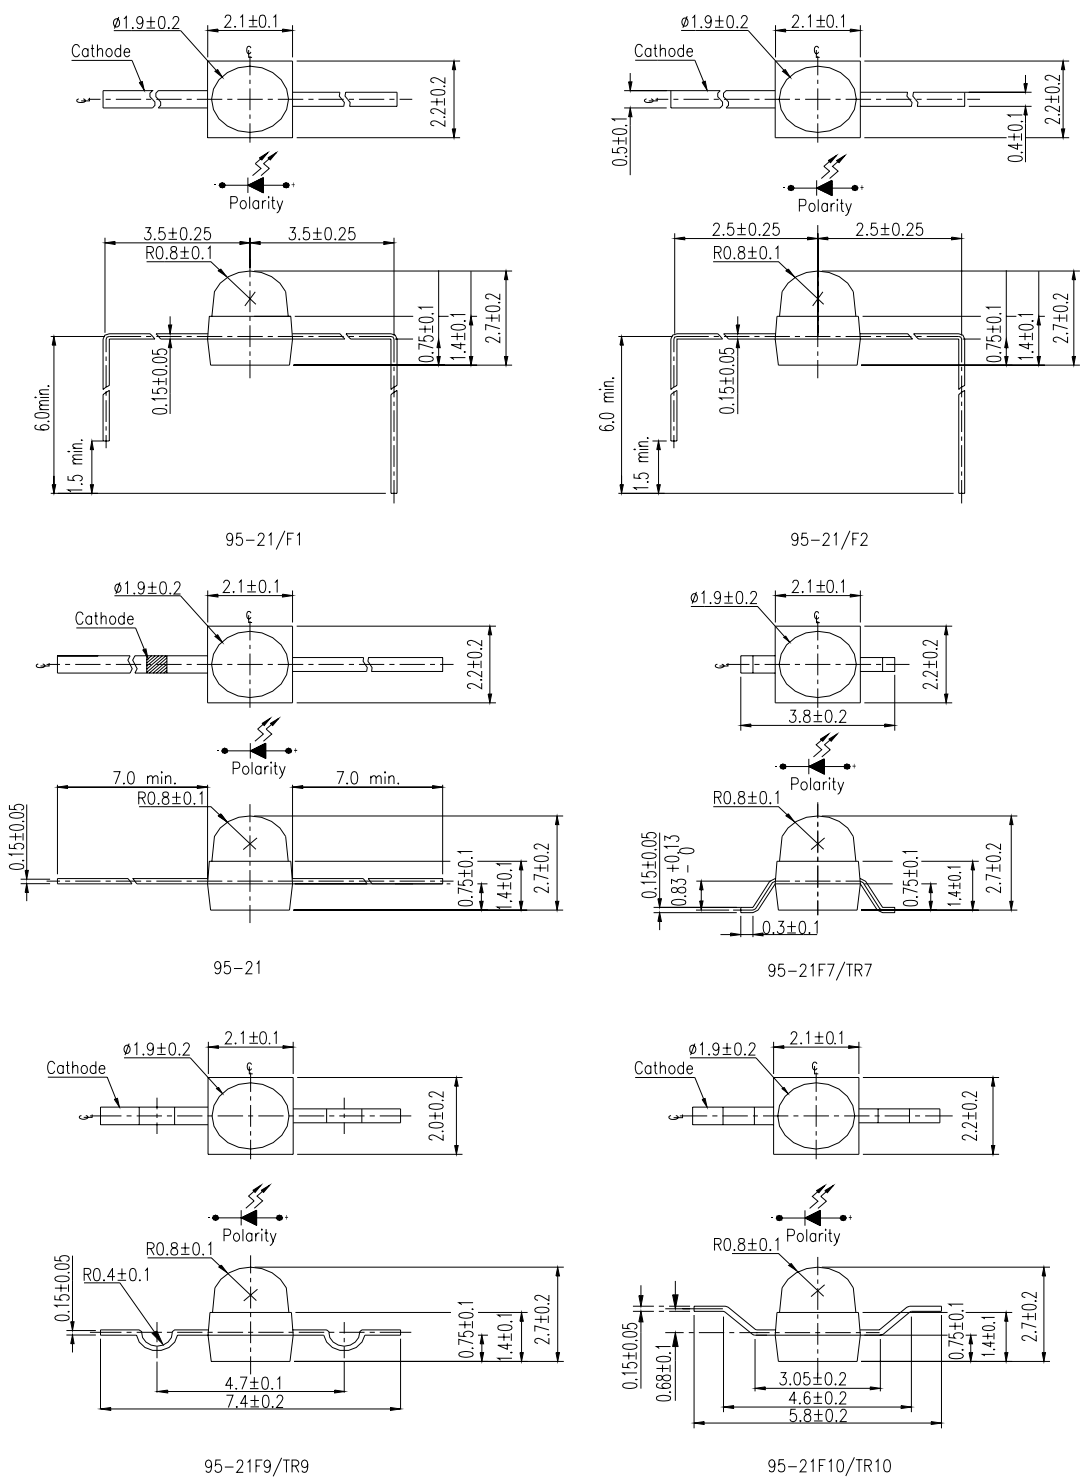 ø1.9±0.2
2.1±0.1
Cathode
℄
℄
2.2±0.2
- +
Polarity
3.5±0.25
3.5±0.25
R0.8±0.1
0.15±0.05
0.75±0.1
1.4±0.1
2.7±0.2
6.0min.
1.5 min.
95-21/F1
ø1.9±0.2
2.1±0.1
Cathode
℄
℄
0.5±0.1
0.4±0.1
2.2±0.2
- +
Polarity
2.5±0.25
2.5±0.25
R0.8±0.1
0.15±0.05
0.75±0.1
1.4±0.1
2.7±0.2
6.0 min.
1.5 min.
95-21/F2
ø1.9±0.2
2.1±0.1
Cathode
℄
℄
2.2±0.2
- +
Polarity
7.0 min.
7.0 min.
R0.8±0.1
0.15±0.05
0.75±0.1
1.4±0.1
2.7±0.2
95-21
ø1.9±0.2
2.1±0.1
℄
2.2±0.2
3.8±0.2
- +
Polarity
R0.8±0.1
0.15±0.05
0.83 +0.13
-0
0.75±0.1
1.4±0.1
2.7±0.2
0.3±0.1
95-21F7/TR7
ø1.9±0.2
2.1±0.1
Cathode
℄
℄
2.0±0.2
- +
Polarity
R0.8±0.1
R0.4±0.1
0.15±0.05
0.75±0.1
1.4±0.1
2.7±0.2
4.7±0.1
7.4±0.2
95-21F9/TR9
ø1.9±0.2
2.1±0.1
Cathode
℄
℄
2.2±0.2
- +
Polarity
R0.8±0.1
0.15±0.05
0.68±0.1
0.75±0.1
1.4±0.1
2.7±0.2
3.05±0.2
4.6±0.2
5.8±0.2
95-21F10/TR10